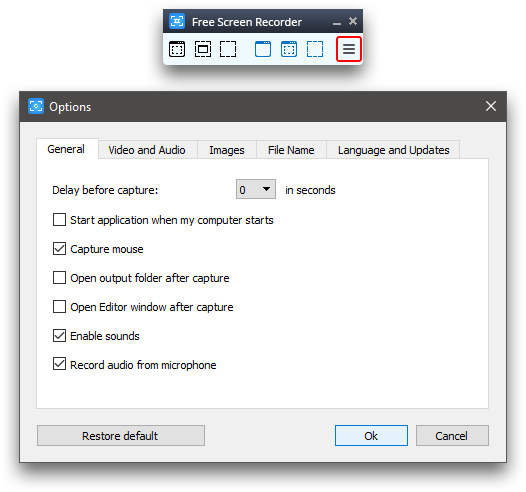 Free Screen Recorder
Options
General Video and Audio Images File Name Language and Updates
Delay before capture: 0 in seconds
Start application when my computer starts
Capture mouse
Open output folder after capture
Open Editor window after capture
Enable sounds
Record audio from microphone
Restore default Ok Cancel